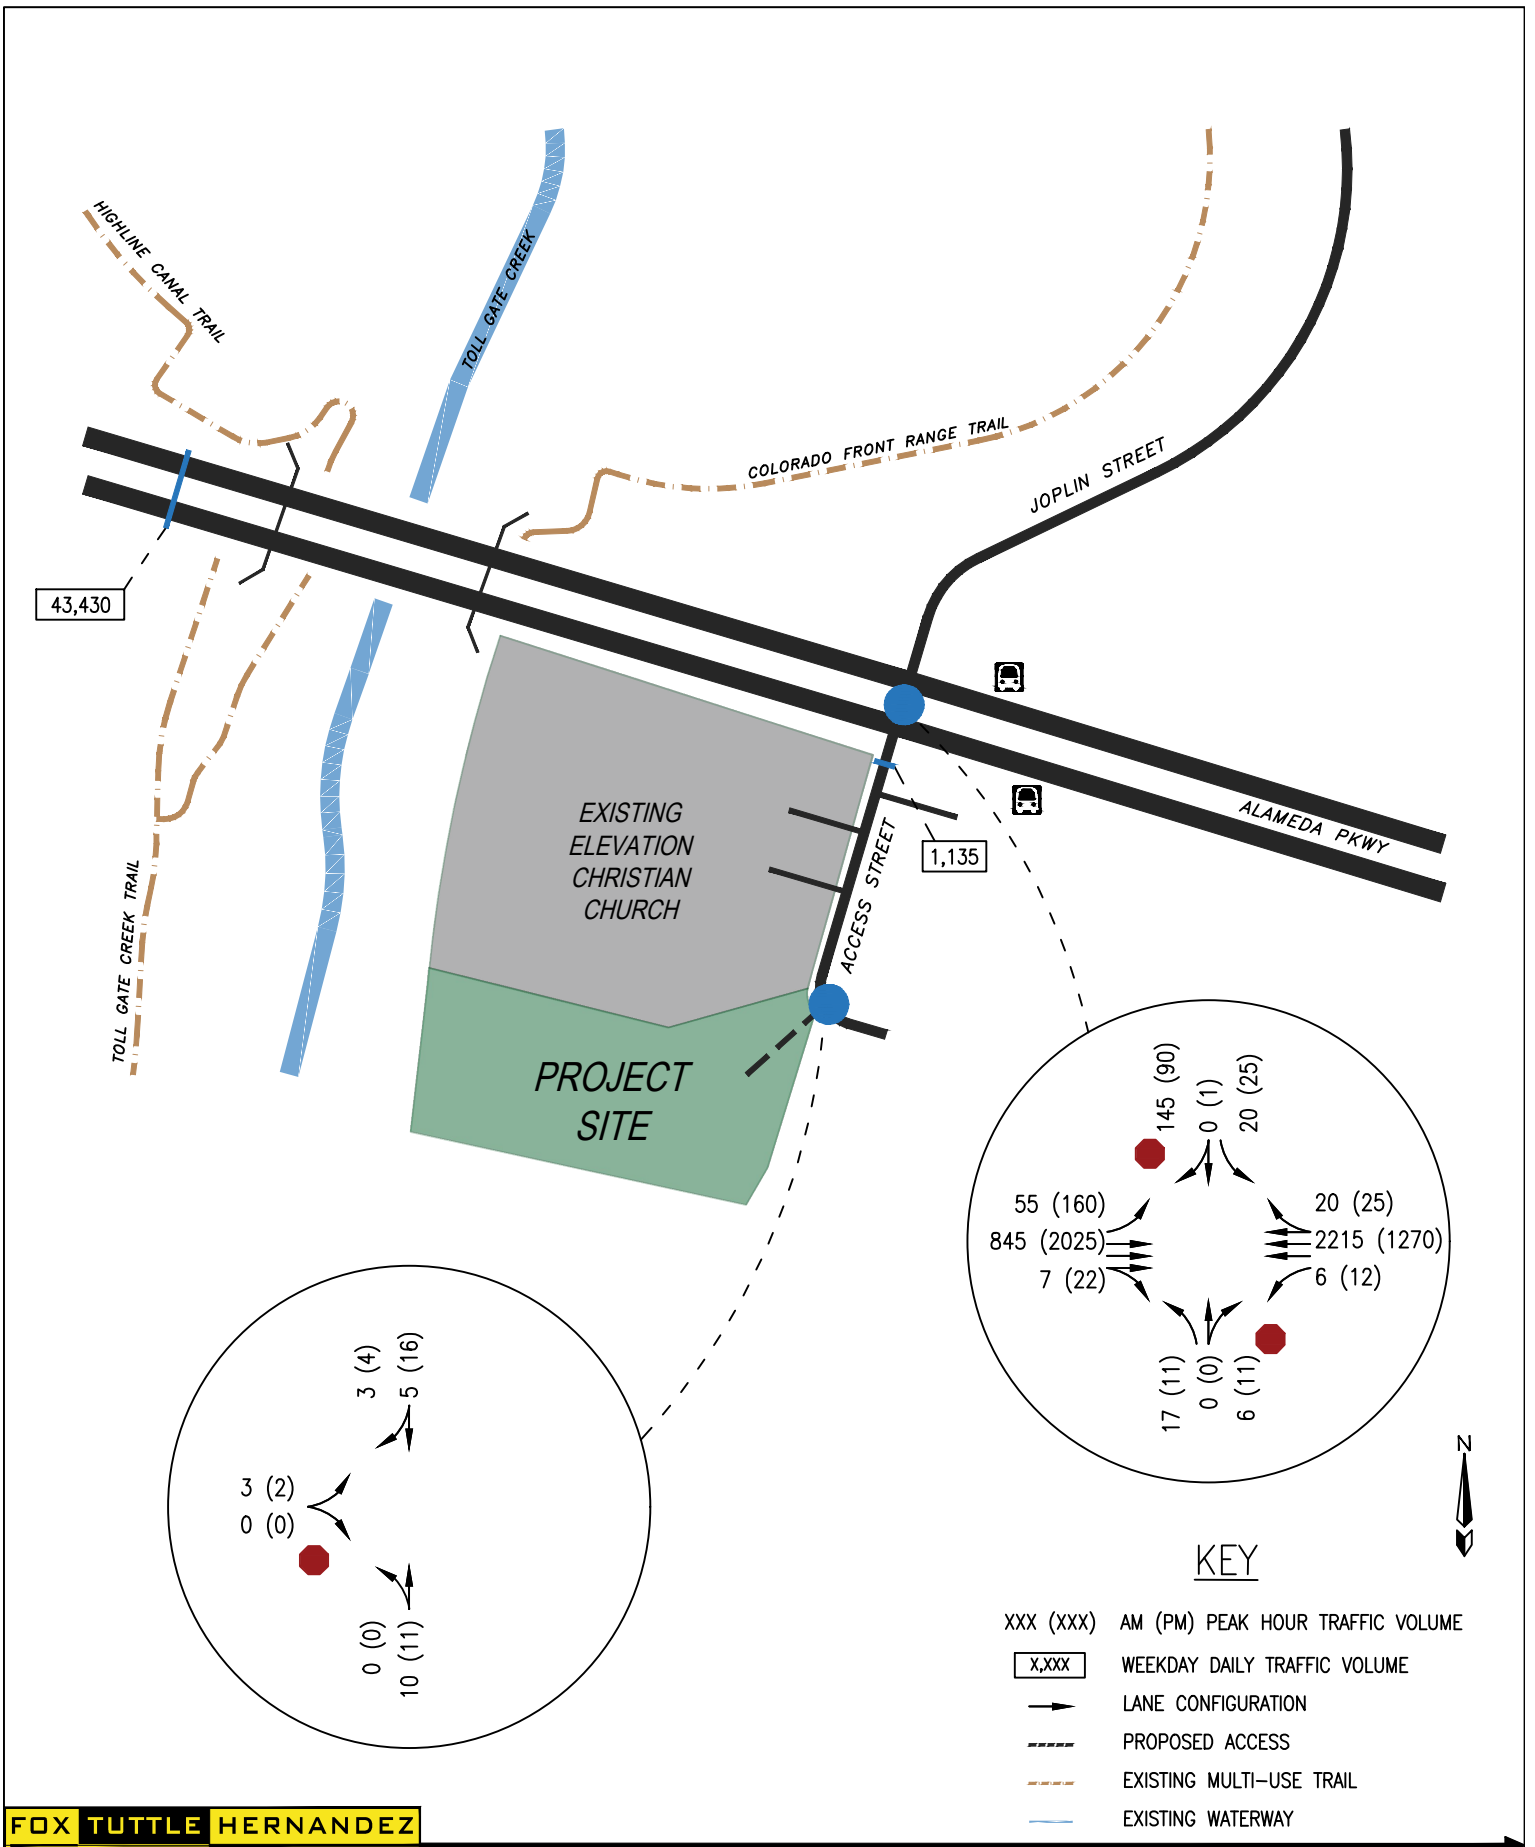 HIGHLINE CANAL TRAIL
TOLL GATE CREEK
COLORADO FRONT RANGE TRAIL
JOPLIN STREET
43,430
EXISTING
ELEVATION
CHRISTIAN
CHURCH
1,135
ALAMEDA PKWY
ACCESS STREET
TOLL GATE CREEK TRAIL
PROJECT
SITE
145 (90)
0 (1)
20 (25)
55 (160)
845 (2025)
7 (22)
20 (25)
2215 (1270)
6 (12)
17 (11)
0 (0)
6 (11)
3 (4)
5 (16)
3 (2)
0 (0)
0 (0)
10 (11)
N
KEY
XXX (XXX) AM (PM) PEAK HOUR TRAFFIC VOLUME
X,XXX WEEKDAY DAILY TRAFFIC VOLUME
LANE CONFIGURATION
PROPOSED ACCESS
EXISTING MULTI-USE TRAIL
EXISTING WATERWAY
FOX TUTTLE HERNANDEZ